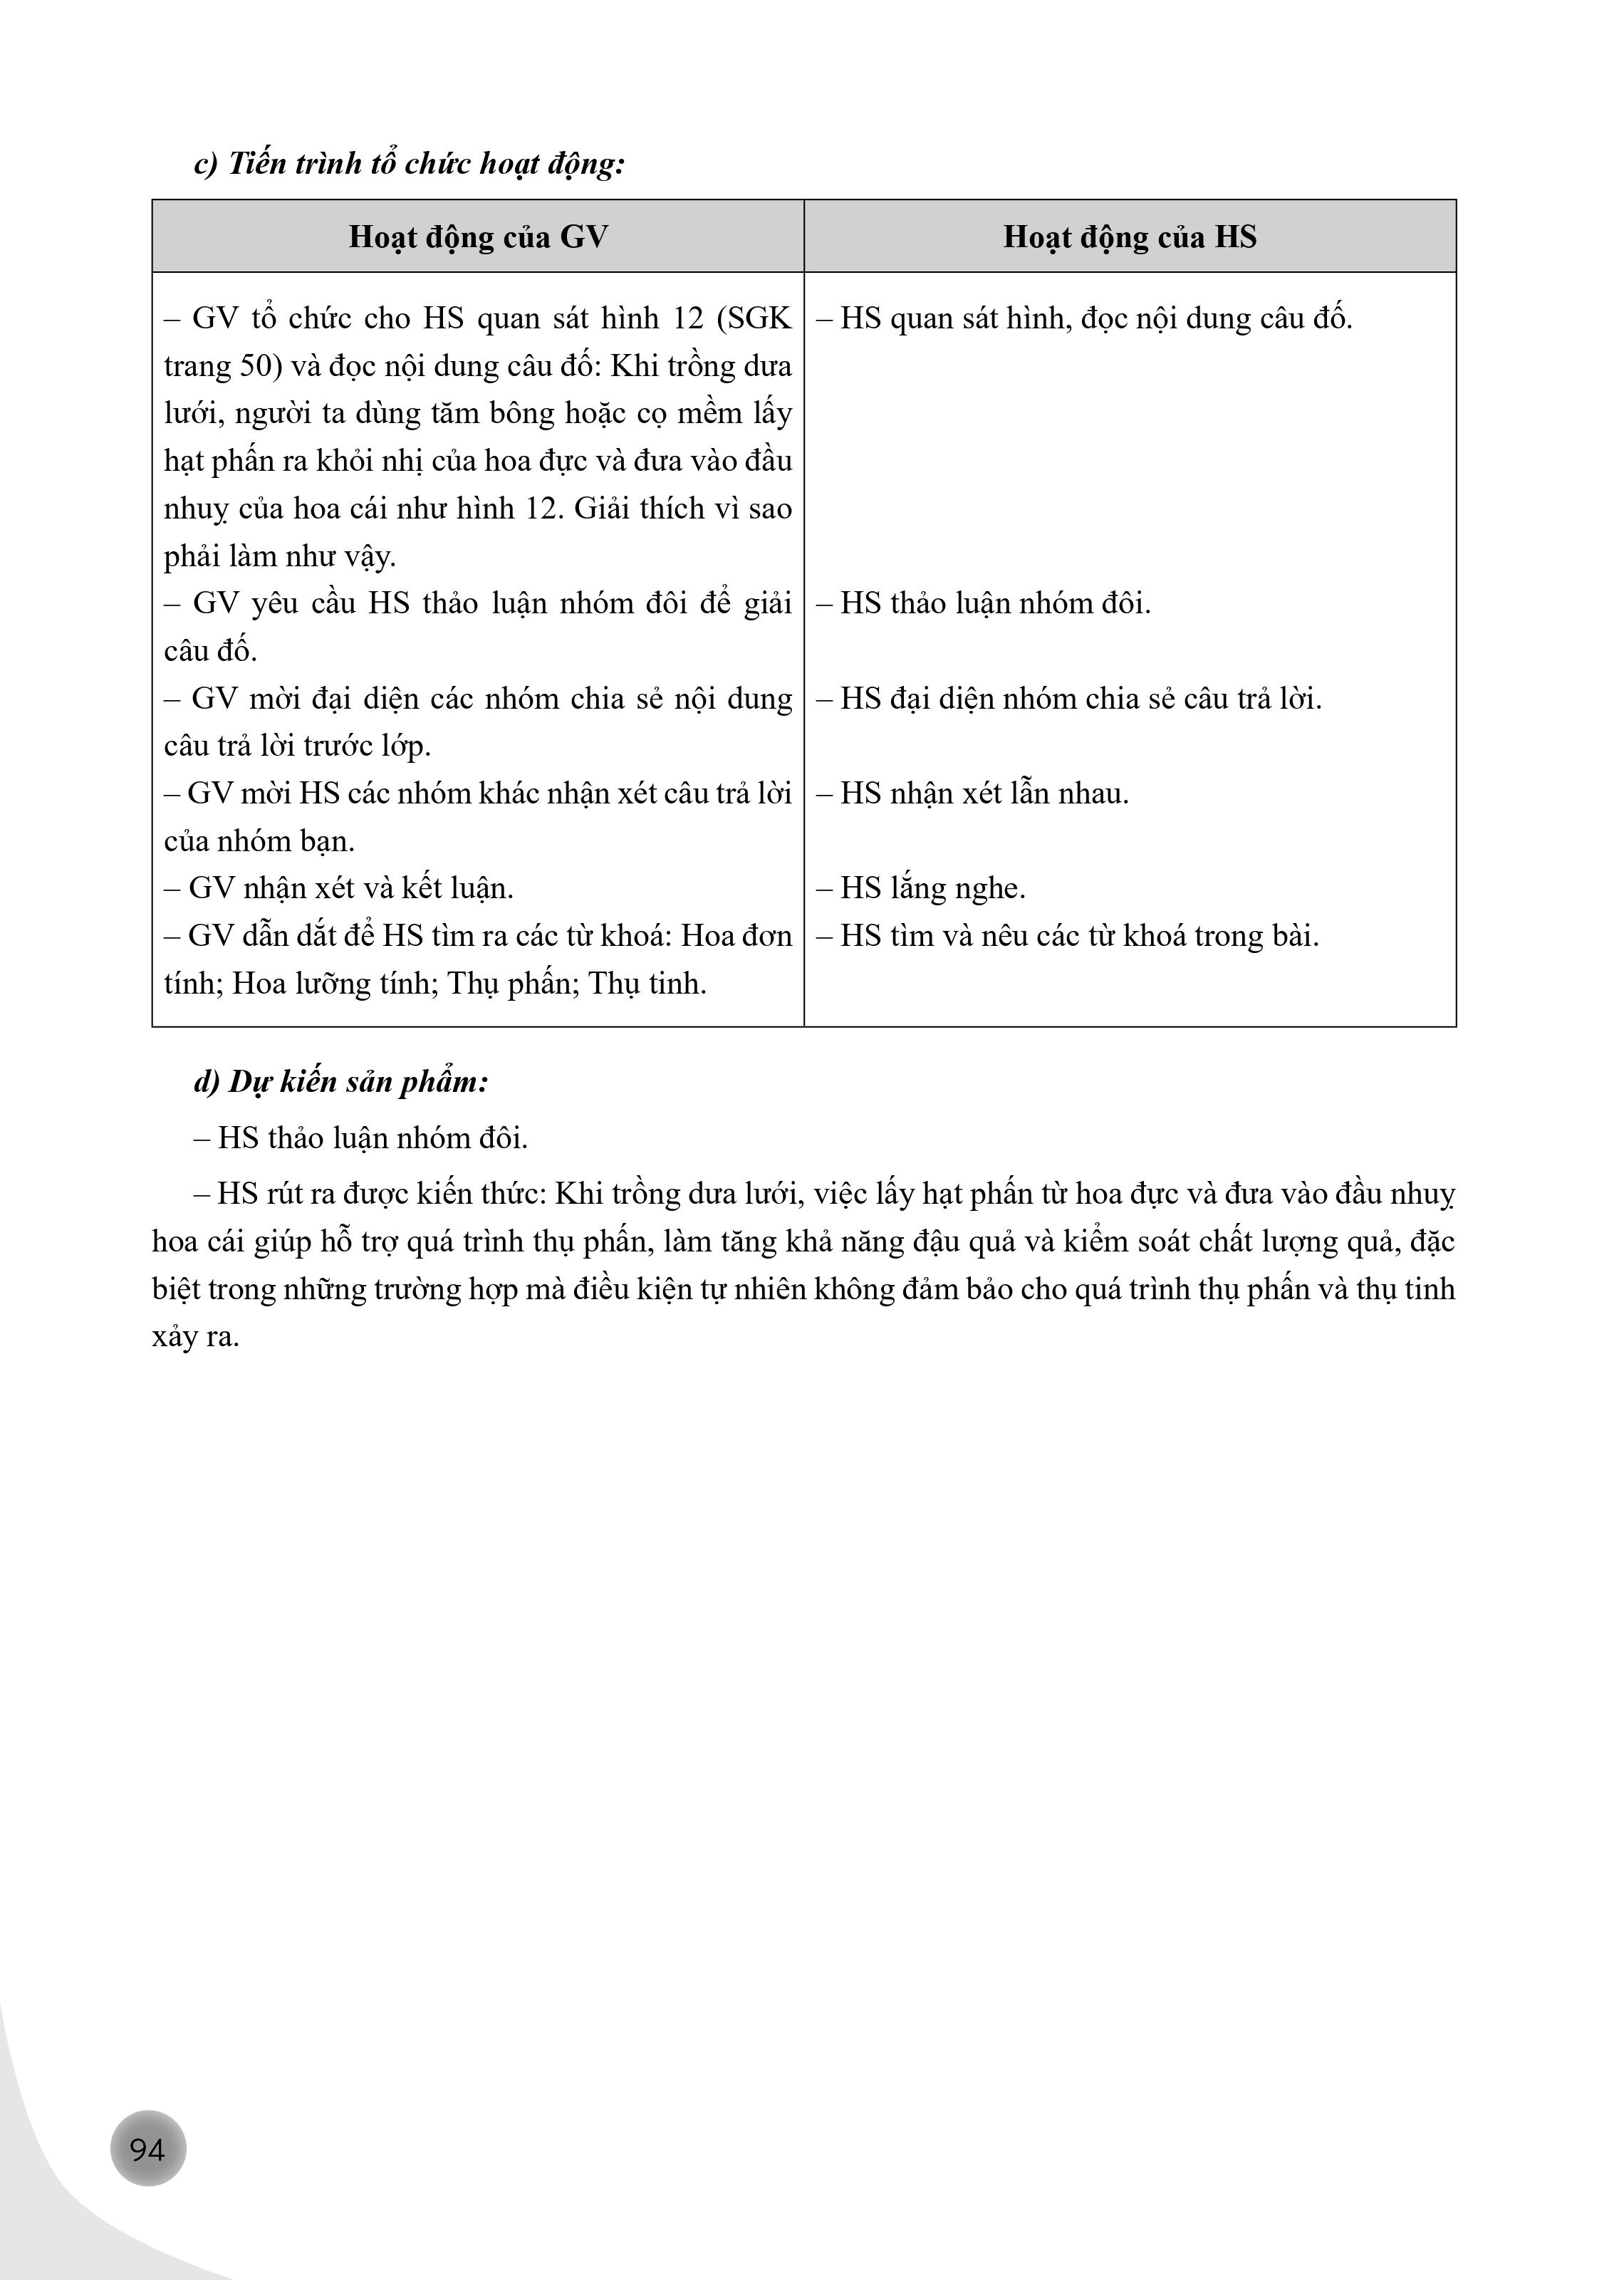 c) Tiến trình tổ chức hoạt động:
Hoạt động của GV
Hoạt động của HS
– GV tổ chức cho HS quan sát hình 12 (SGK
trang 50) và đọc nội dung câu đố: Khi trồng dưa
lưới, người ta dùng tăm bông hoặc cọ mềm lấy
hạt phấn ra khỏi nhị của hoa đực và đưa vào đầu
nhuỵ của hoa cái như hình 12. Giải thích vì sao
phải làm như vậy.
– GV yêu cầu HS thảo luận nhóm đôi để giải
câu đố.
– GV mời đại diện các nhóm chia sẻ nội dung
câu trả lời trước lớp.
– GV mời HS các nhóm khác nhận xét câu trả lời
của nhóm bạn.
– GV nhận xét và kết luận.
– GV dẫn dắt để HS tìm ra các từ khoá: Hoa đơn
tính; Hoa lưỡng tính; Thụ phấn; Thụ tinh.
– HS quan sát hình, đọc nội dung câu đố.
– HS thảo luận nhóm đôi.
– HS đại diện nhóm chia sẻ câu trả lời.
– HS nhận xét lẫn nhau.
– HS lắng nghe.
– HS tìm và nêu các từ khoá trong bài.
d) Dự kiến sản phẩm:
– HS thảo luận nhóm đôi.
– HS rút ra được kiến thức: Khi trồng dưa lưới, việc lấy hạt phấn từ hoa đực và đưa vào đầu nhuỵ
hoa cái giúp hỗ trợ quá trình thụ phấn, làm tăng khả năng đậu quả và kiểm soát chất lượng quả, đặc
biệt trong những trường hợp mà điều kiện tự nhiên không đảm bảo cho quá trình thụ phấn và thụ tinh
xảy ra.
94